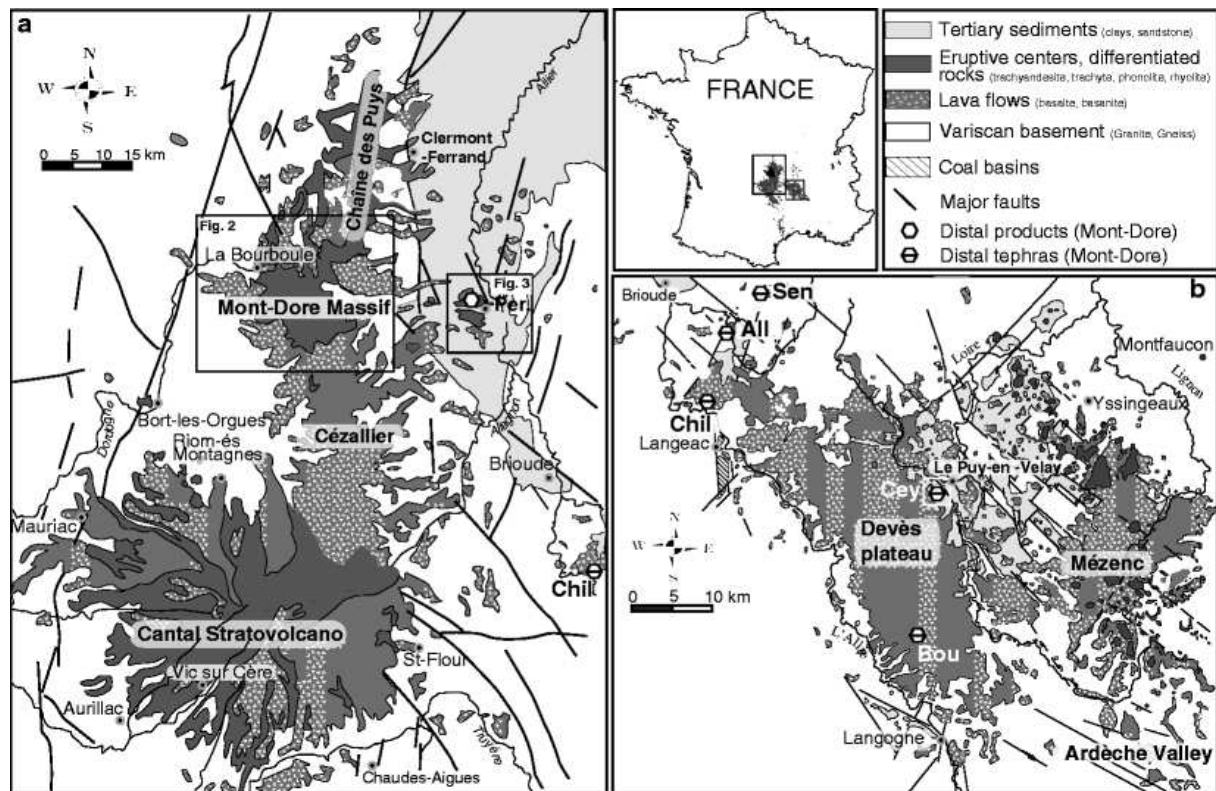 a
N
W E
S
0 5 10 15 km
Chaîne des Puys
Allier
Clermont
-Ferrand
Fig. 2
La Bourboule
Mont-Dore Massif
Fig. 3
Per.
Dordogne
Bort-les-Orgues
Riom-és
Montagnes
Cézallier
Brioude
Mauriac
Chil
Cantal Stratovolcano
St-Flour
Vic sur Cère
Aurillac
Truyère
Chaudes-Aigues
FRANCE
Tertiary sediments (clays, sandstone)
Eruptive centers, differentiated
rocks (trachyandesite, trachyte, phonolite, rhyolite)
Lava flows (basalte, basanite)
Variscan basement (Granite, Gneiss)
Coal basins
Major faults
Distal products (Mont-Dore)
Distal tephras (Mont-Dore)
b
Brioude
Sen
All
Loire
Montfaucon
Lignon
Chil
Yssingeaux
Langeac
Le Puy-en-Velay
Cey
N
W E
S
Devès
plateau
Mézenc
0 5 10 km
L'Allier
Bou
Langogne
Ardèche Valley